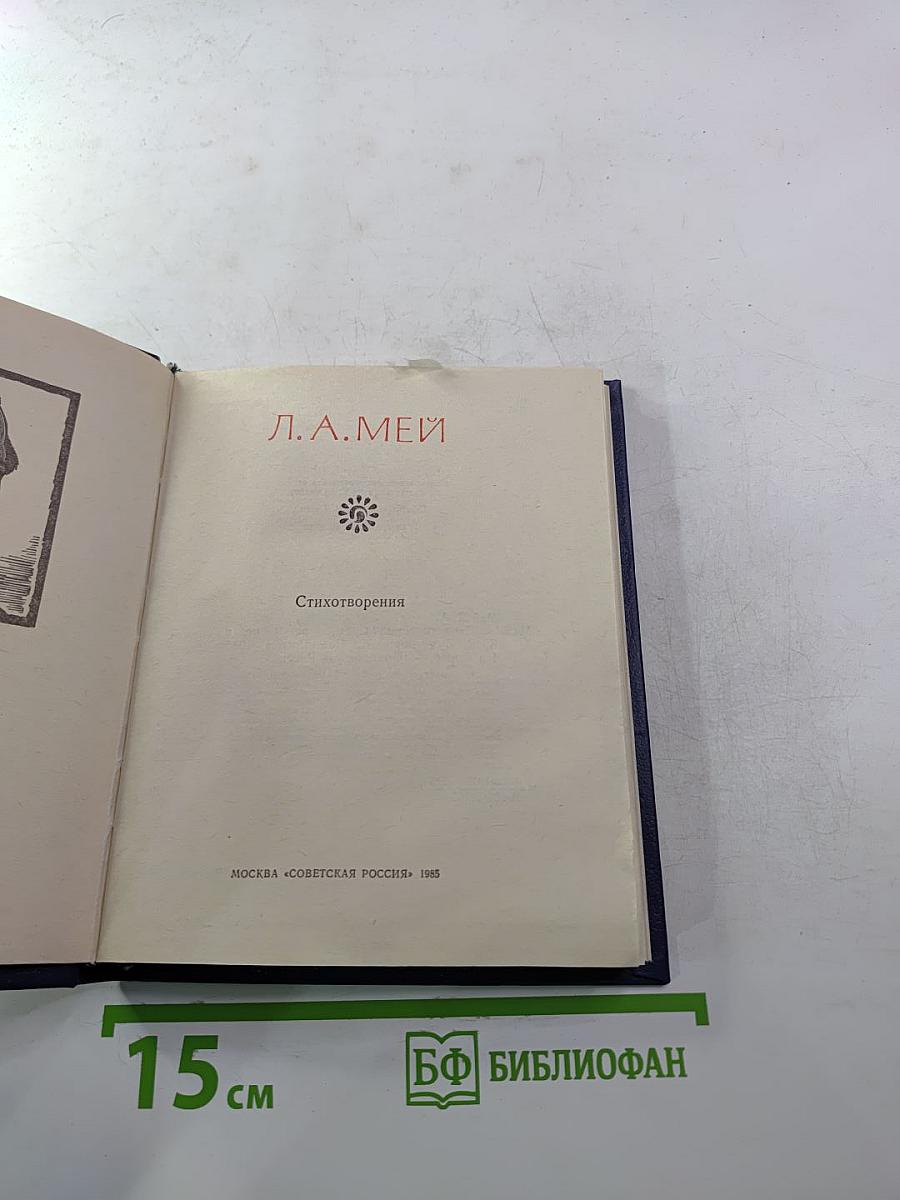 Л. А. МЕЙ
Стихотворения
МОСКВА «СОВЕТСКАЯ РОССИЯ» 1985
15 см
БФ БИБЛИОФАН